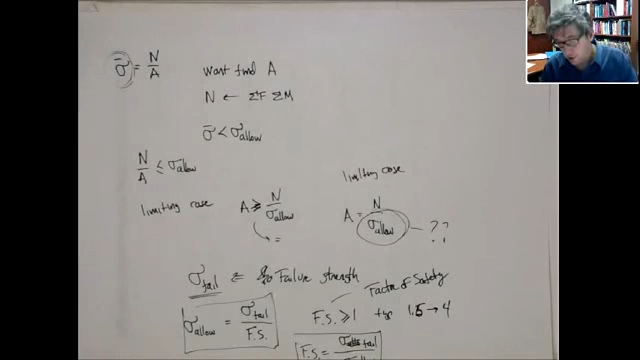 σ̄ = N/A want find A
N ← ΣF ΣM
σ̄ < σallow
N/A ≤ σallow
limiting case
limiting case A ≥ N/σallow A = N/σallow - ??
=
σfail ⇐ Failure strength
Factor of Safety
σallow = σfail/F.S. F.S. ≥ 1 typ 1.5 → 4
F.S. =